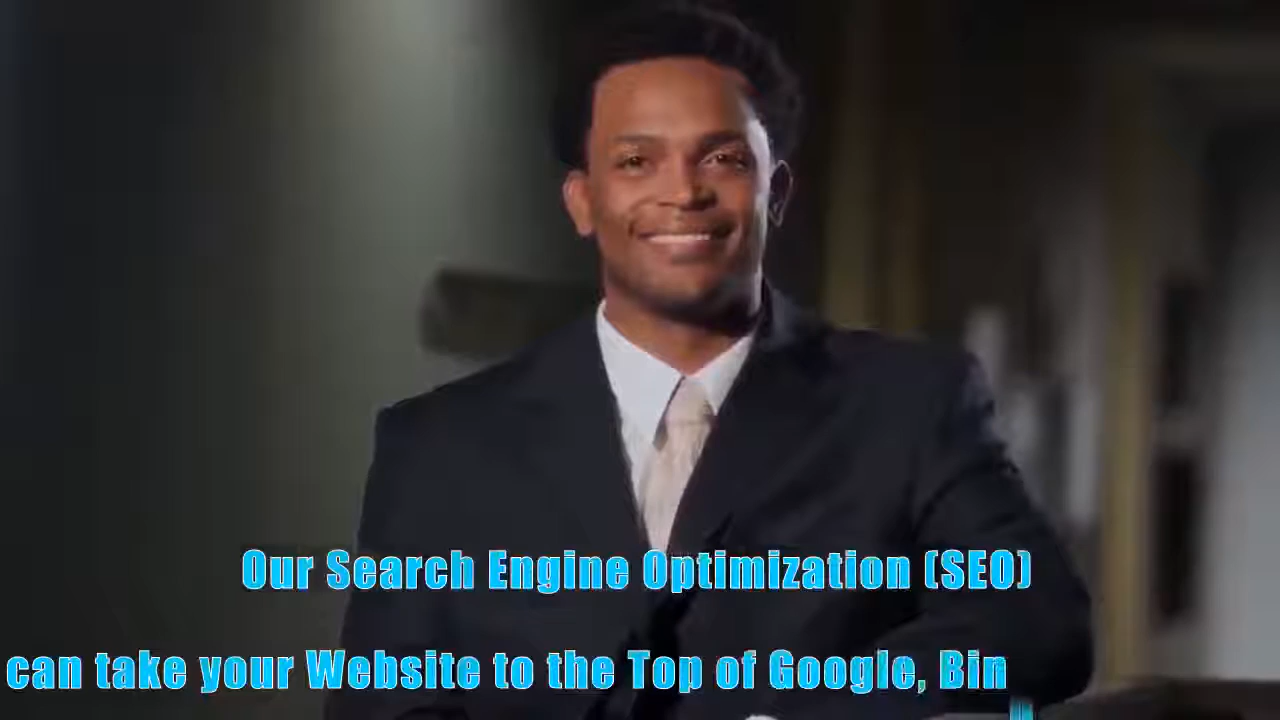 Our Search Engine Optimization (SEO)
can take your Website to the Top of Google, Bin